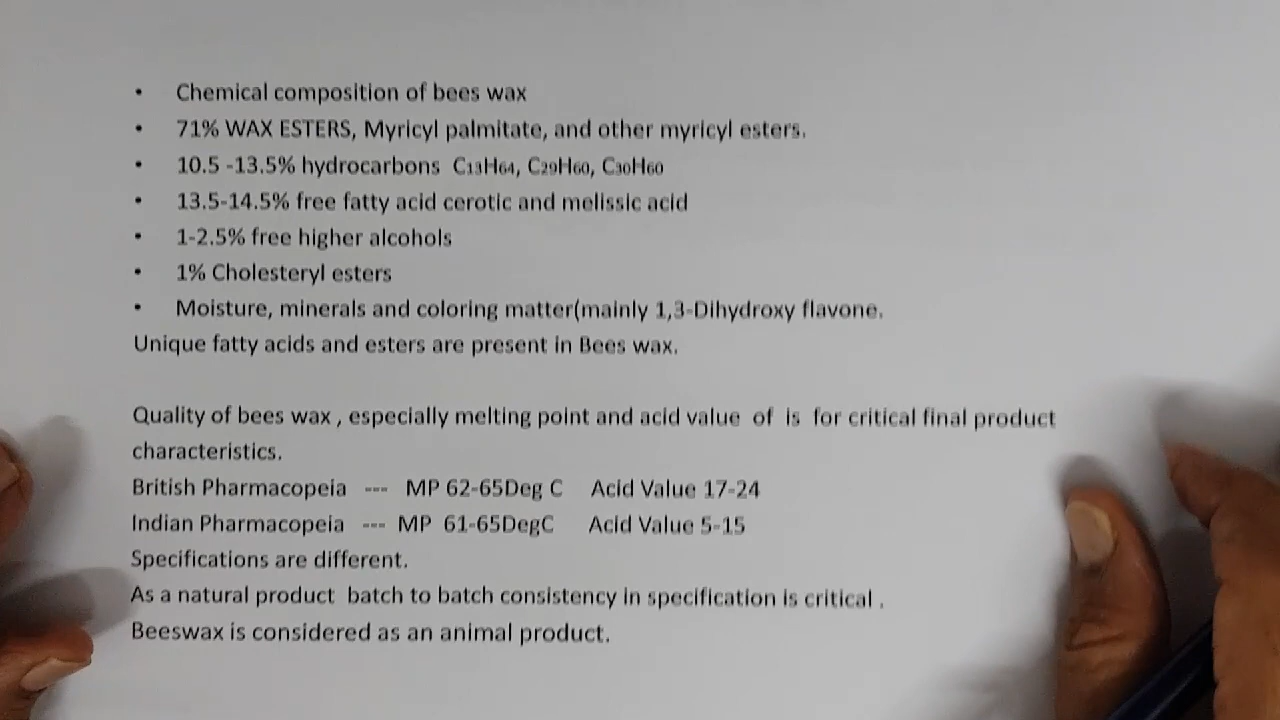 • Chemical composition of bees wax
• 71% WAX ESTERS, Myricyl palmitate, and other myricyl esters.
• 10.5 -13.5% hydrocarbons C₁₃H₆₄, C₂₉H₆₀, C₃₀H₆₀
• 13.5-14.5% free fatty acid cerotic and melissic acid
• 1-2.5% free higher alcohols
• 1% Cholesteryl esters
• Moisture, minerals and coloring matter(mainly 1,3-Dihydroxy flavone.
Unique fatty acids and esters are present in Bees wax.
Quality of bees wax , especially melting point and acid value of is for critical final product
characteristics.
British Pharmacopeia --- MP 62-65Deg C Acid Value 17-24
Indian Pharmacopeia --- MP 61-65DegC Acid Value 5-15
Specifications are different.
As a natural product batch to batch consistency in specification is critical .
Beeswax is considered as an animal product.